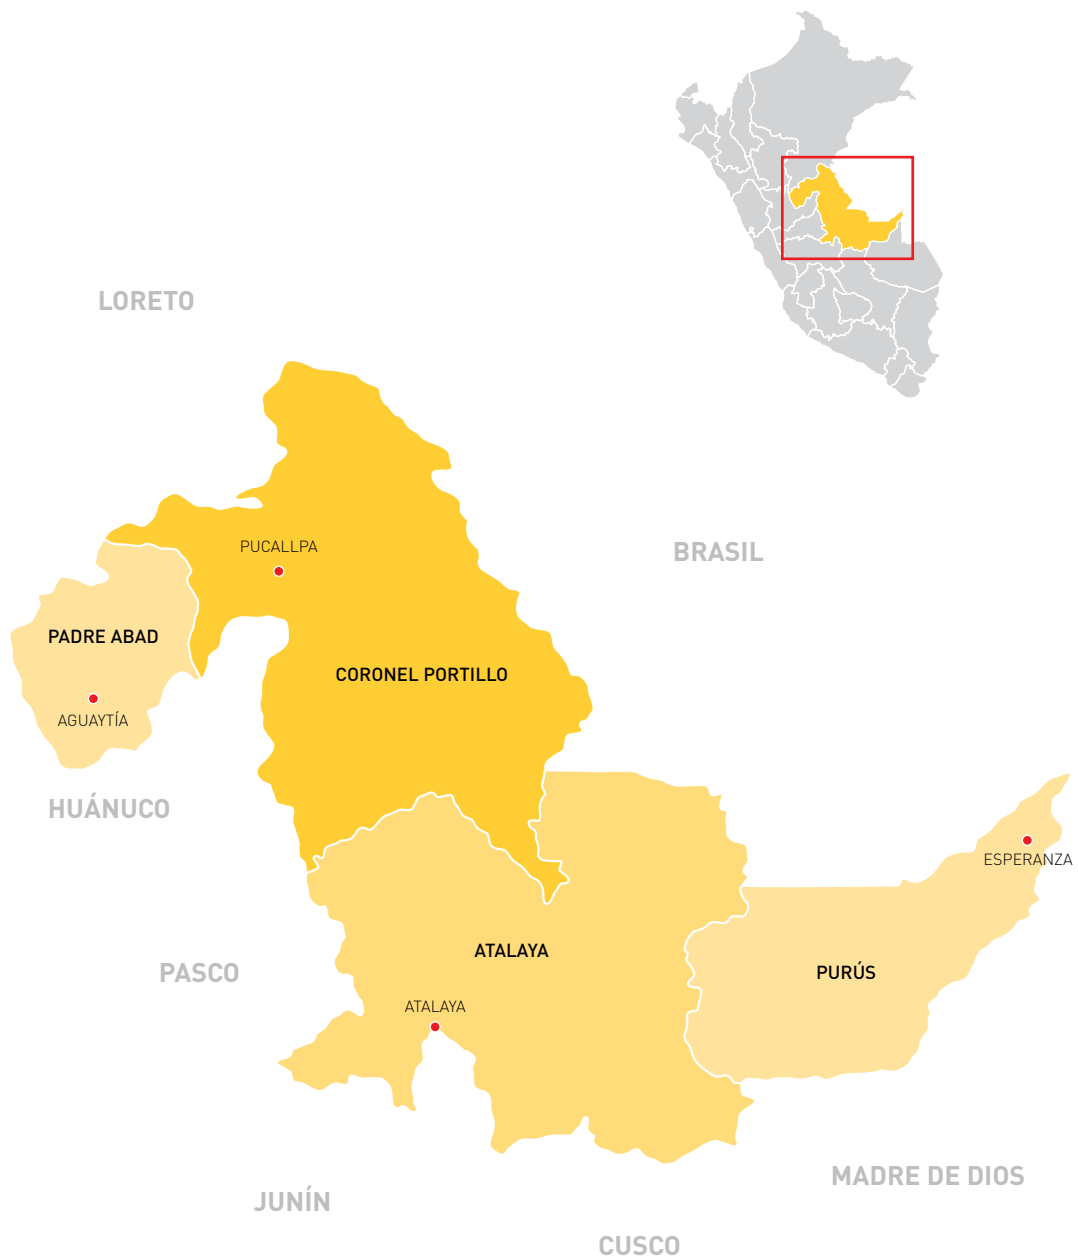 LORETO
PUCALLPA
BRASIL
PADRE ABAD
CORONEL PORTILLO
AGUAYTÍA
HUÁNUCO
ESPERANZA
ATALAYA
PURÚS
PASCO
ATALAYA
MADRE DE DIOS
JUNÍN
CUSCO